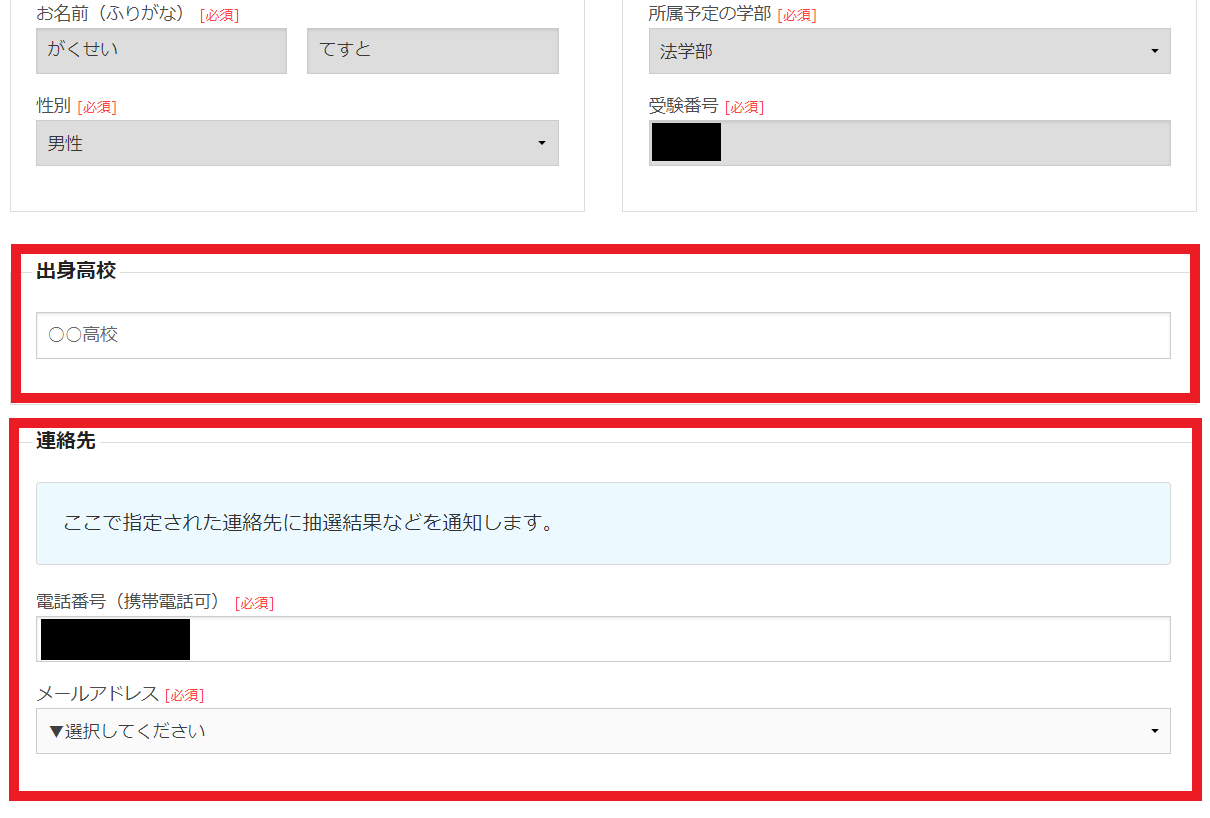 お名前（ふりがな） [必須]
がくせい てすと
性別 [必須]
男性
所属予定の学部 [必須]
法学部
受験番号 [必須]
出身高校
○○高校
連絡先
ここで指定された連絡先に抽選結果などを通知します。
電話番号（携帯電話可） [必須]
メールアドレス [必須]
▼選択してください